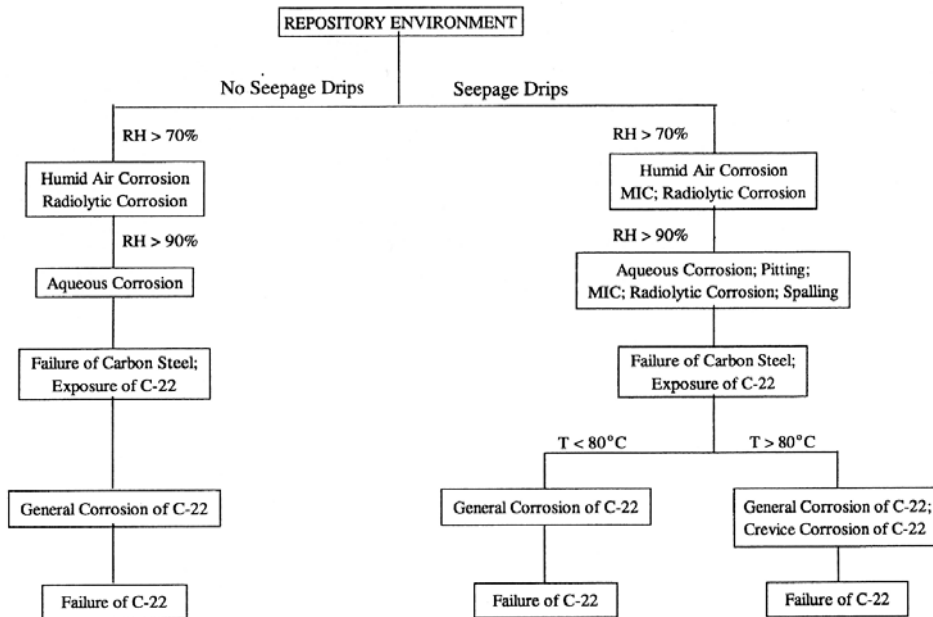 REPOSITORY ENVIRONMENT
No Seepage Drips
Seepage Drips
RH > 70%
RH > 70%
Humid Air Corrosion
Radiolytic Corrosion
Humid Air Corrosion
MIC; Radiolytic Corrosion
RH > 90%
RH > 90%
Aqueous Corrosion
Aqueous Corrosion; Pitting;
MIC; Radiolytic Corrosion; Spalling
Failure of Carbon Steel;
Exposure of C-22
Failure of Carbon Steel;
Exposure of C-22
T < 80°C
T > 80°C
General Corrosion of C-22
General Corrosion of C-22
General Corrosion of C-22;
Crevice Corrosion of C-22
Failure of C-22
Failure of C-22
Failure of C-22